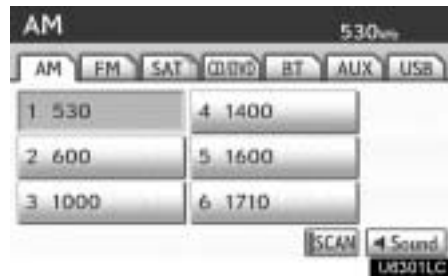 AM 530kHz
AM FM SAT CD/DVD BT AUX USB
1 530 4 1400
2 600 5 1600
3 1000 6 1710
SCAN ◄ Sound
U6301LC